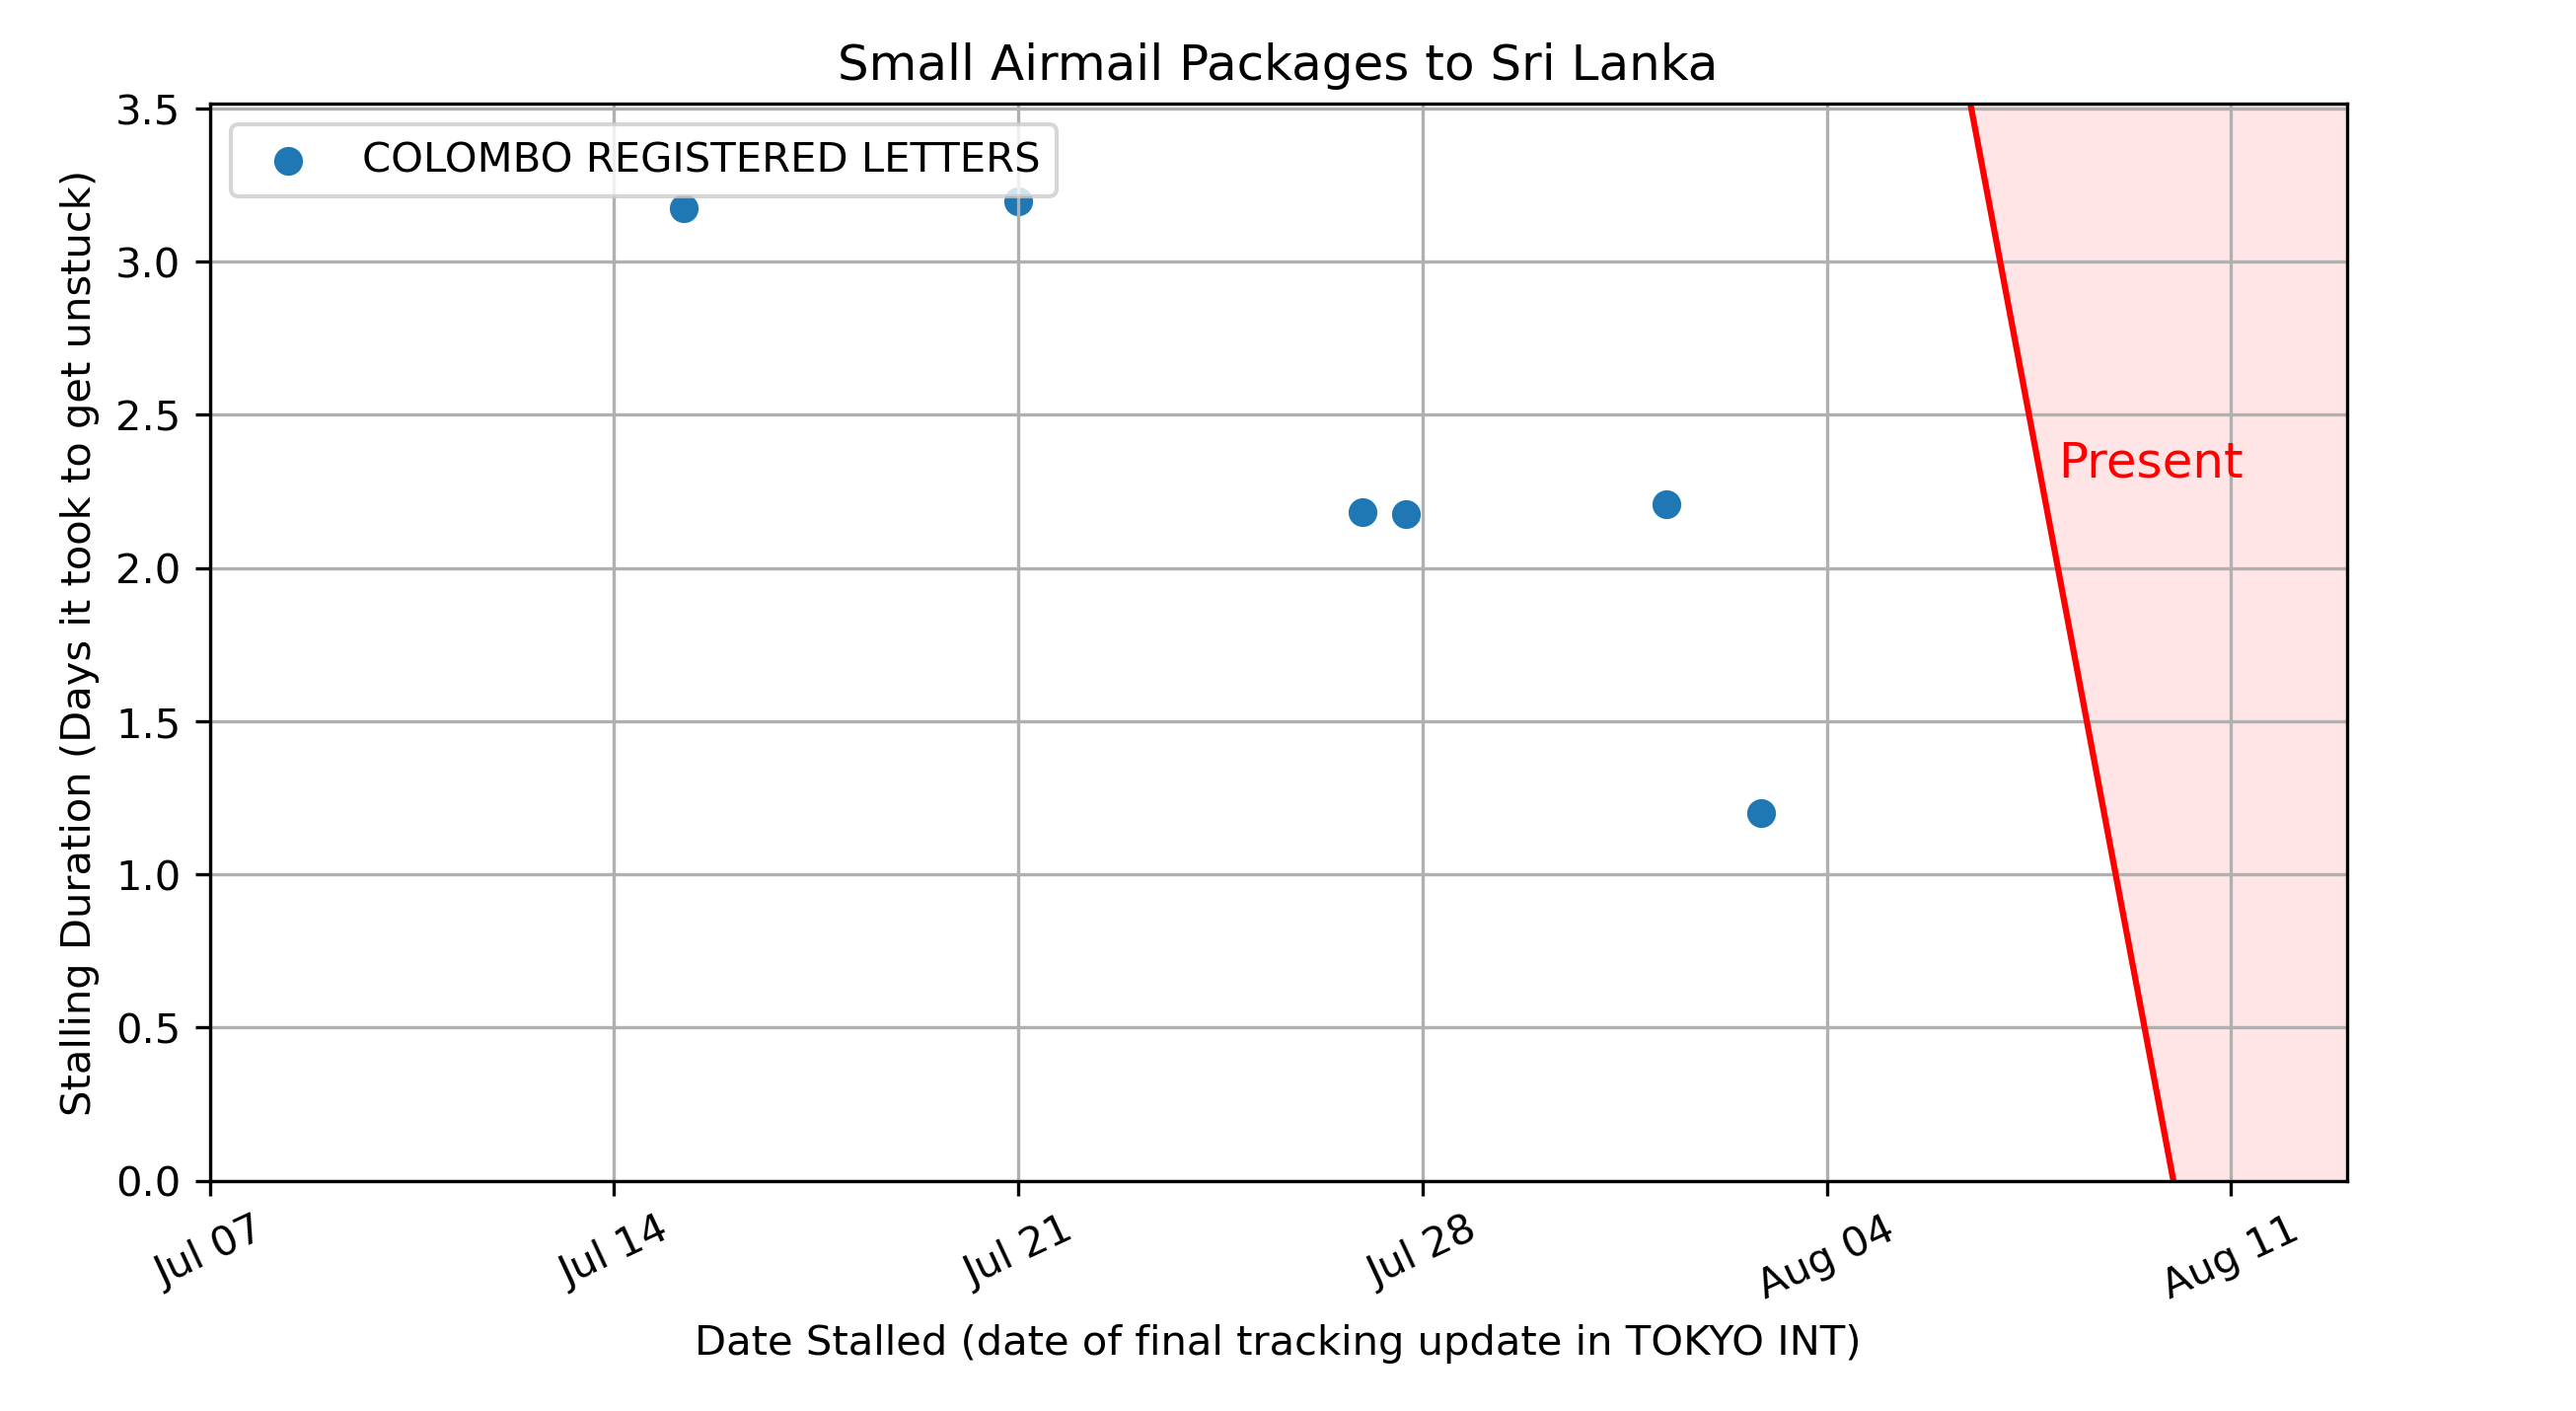 Small Airmail Packages to Sri Lanka
COLOMBO REGISTERED LETTERS
Stalling Duration (Days it took to get unstuck)
3.5
3.0
2.5
2.0
1.5
1.0
0.5
0.0
Present
Jul 07
Jul 14
Jul 21
Jul 28
Aug 04
Aug 11
Date Stalled (date of final tracking update in TOKYO INT)